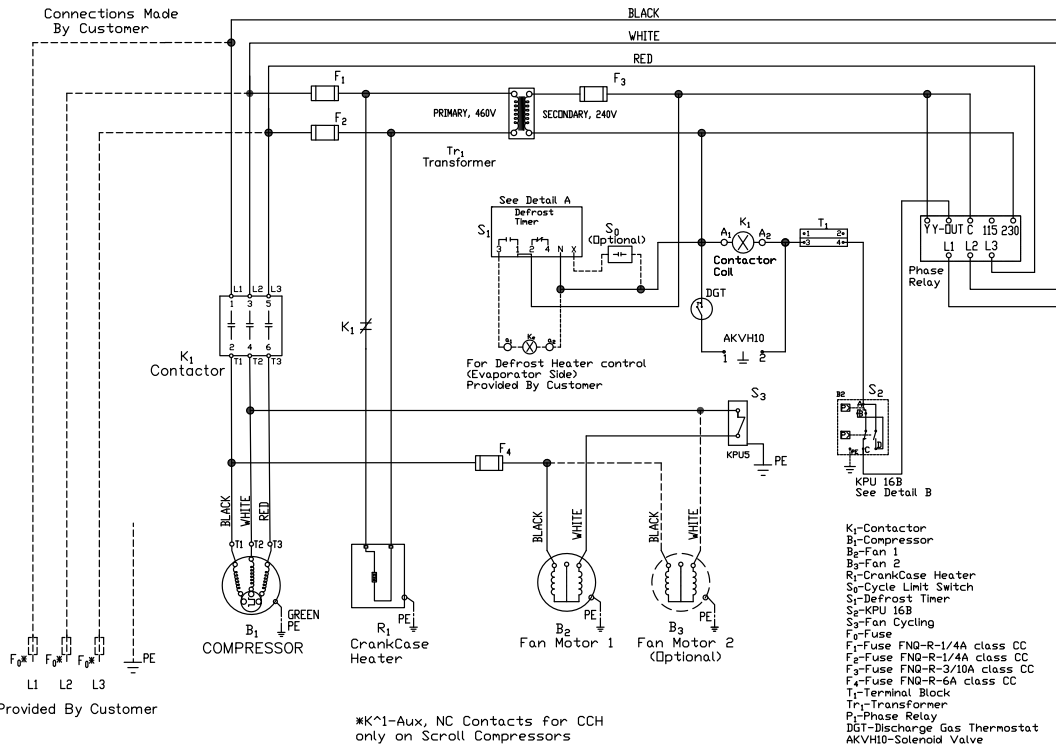 Connections Made
By Customer
BLACK
WHITE
RED
F1
F2
F3
PRIMARY, 460V
SECONDARY, 240V
Tr1
Transformer
See Detail A
Defrost
Timer
S1
3 1 2 4 N X
S0
(Optional)
A1 K1 A2
Contactor
Coil
T1
•1 2•
•3 4•
Y Y-OUT C 115 230
L1 L2 L3
Phase
Relay
DGT
AKVH10
1 2
For Defrost Heater control
(Evaporator Side)
Provided By Customer
L1 L2 L3
1 3 5
2 4 6
T1 T2 T3
K1
Contactor
K1
S3
KPU5
PE
B2
S2
P
A
B
P
D
C
PE
KPU 16B
See Detail B
F4
BLACK
WHITE
RED
T1 T2 T3
GREEN
PE
B1
COMPRESSOR
PE
R1
CrankCase
Heater
BLACK
WHITE
PE
B2
Fan Motor 1
BLACK
WHITE
PE
B3
Fan Motor 2
(Optional)
F0* F0* F0*
PE
L1 L2 L3
Provided By Customer
*K^1-Aux, NC Contacts for CCH
only on Scroll Compressors
K1-Contactor
B1-Compressor
B2-Fan 1
B3-Fan 2
R1-CrankCase Heater
S0-Cycle Limit Switch
S1-Defrost Timer
S2-KPU 16B
S3-Fan Cycling
F0-Fuse
F1-Fuse FNQ-R-1/4A class CC
F2-Fuse FNQ-R-1/4A class CC
F3-Fuse FNQ-R-3/10A class CC
F4-Fuse FNQ-R-6A class CC
T1-Terminal Block
Tr1-Transformer
P1-Phase Relay
DGT-Discharge Gas Thermostat
AKVH10-Solenoid Valve